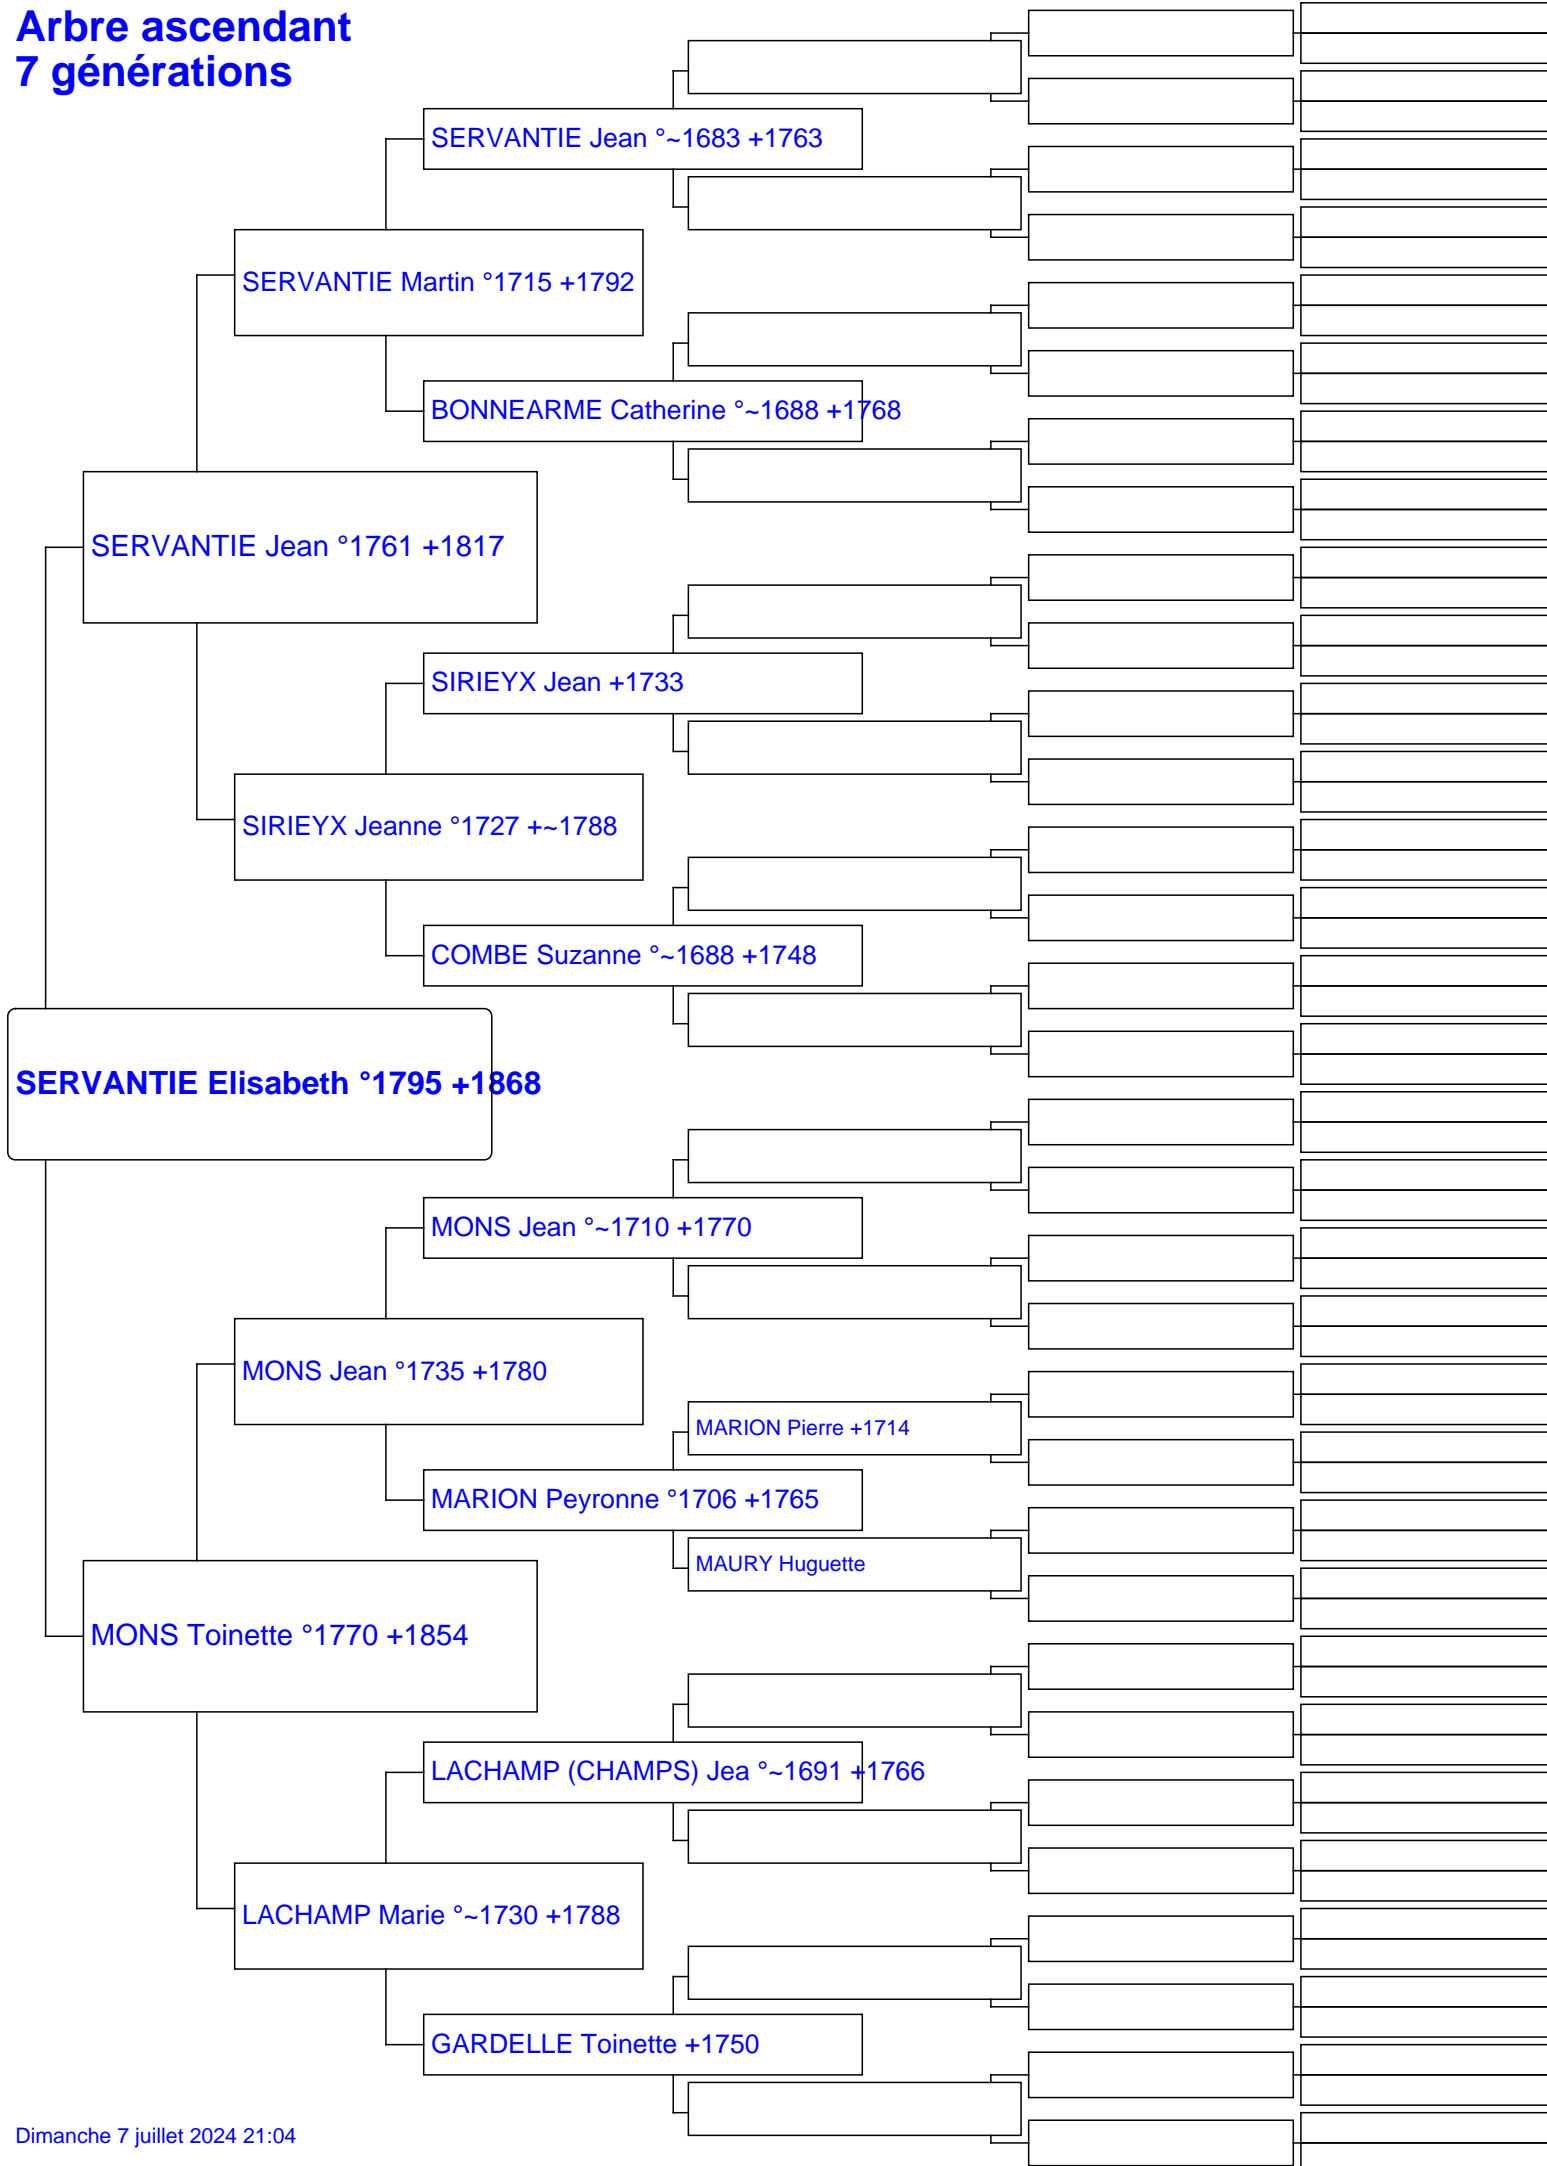 Arbre ascendant
7 générations
SERVANTIE Jean °~1683 +1763
SERVANTIE Martin °1715 +1792
BONNEARME Catherine °~1688 +1768
SERVANTIE Jean °1761 +1817
SIRIEYX Jean +1733
SIRIEYX Jeanne °1727 +~1788
COMBE Suzanne °~1688 +1748
SERVANTIE Elisabeth °1795 +1868
MONS Jean °~1710 +1770
MONS Jean °1735 +1780
MARION Pierre +1714
MARION Peyronne °1706 +1765
MAURY Huguette
MONS Toinette °1770 +1854
LACHAMP (CHAMPS) Jea °~1691 +1766
LACHAMP Marie °~1730 +1788
GARDELLE Toinette +1750
Dimanche 7 juillet 2024 21:04